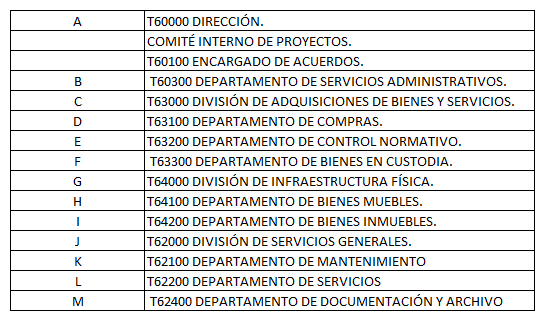 A T60000 DIRECCIÓN.
COMITÉ INTERNO DE PROYECTOS.
T60100 ENCARGADO DE ACUERDOS.
B T60300 DEPARTAMENTO DE SERVICIOS ADMINISTRATIVOS.
C T63000 DIVISIÓN DE ADQUISICIONES DE BIENES Y SERVICIOS.
D T63100 DEPARTAMENTO DE COMPRAS.
E T63200 DEPARTAMENTO DE CONTROL NORMATIVO.
F T63300 DEPARTAMENTO DE BIENES EN CUSTODIA.
G T64000 DIVISIÓN DE INFRAESTRUCTURA FÍSICA.
H T64100 DEPARTAMENTO DE BIENES MUEBLES.
I T64200 DEPARTAMENTO DE BIENES INMUEBLES.
J T62000 DIVISIÓN DE SERVICIOS GENERALES.
K T62100 DEPARTAMENTO DE MANTENIMIENTO
L T62200 DEPARTAMENTO DE SERVICIOS
M T62400 DEPARTAMENTO DE DOCUMENTACIÓN Y ARCHIVO